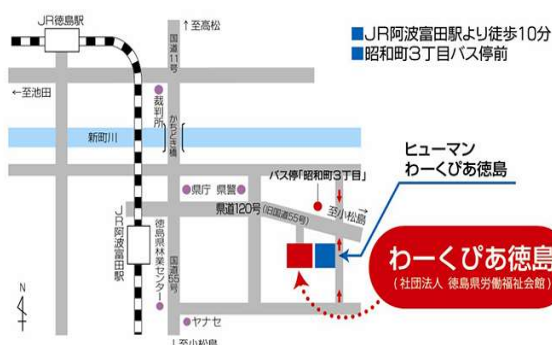 JR徳島駅
↑至高松
国道11号
■JR阿波富田駅より徒歩10分
■昭和町3丁目バス停前
←至池田
裁判所
かちどき橋
新町川
ヒューマン
わーくぴあ徳島
バス停「昭和町3丁目」
県庁 県警
至小松島→
県道120号(旧国道55号)
JR阿波富田駅
徳島県林業センター
国道55号
わーくぴあ徳島
(社団法人 徳島県労働福祉会館)
N
ヤナセ
↓至小松島